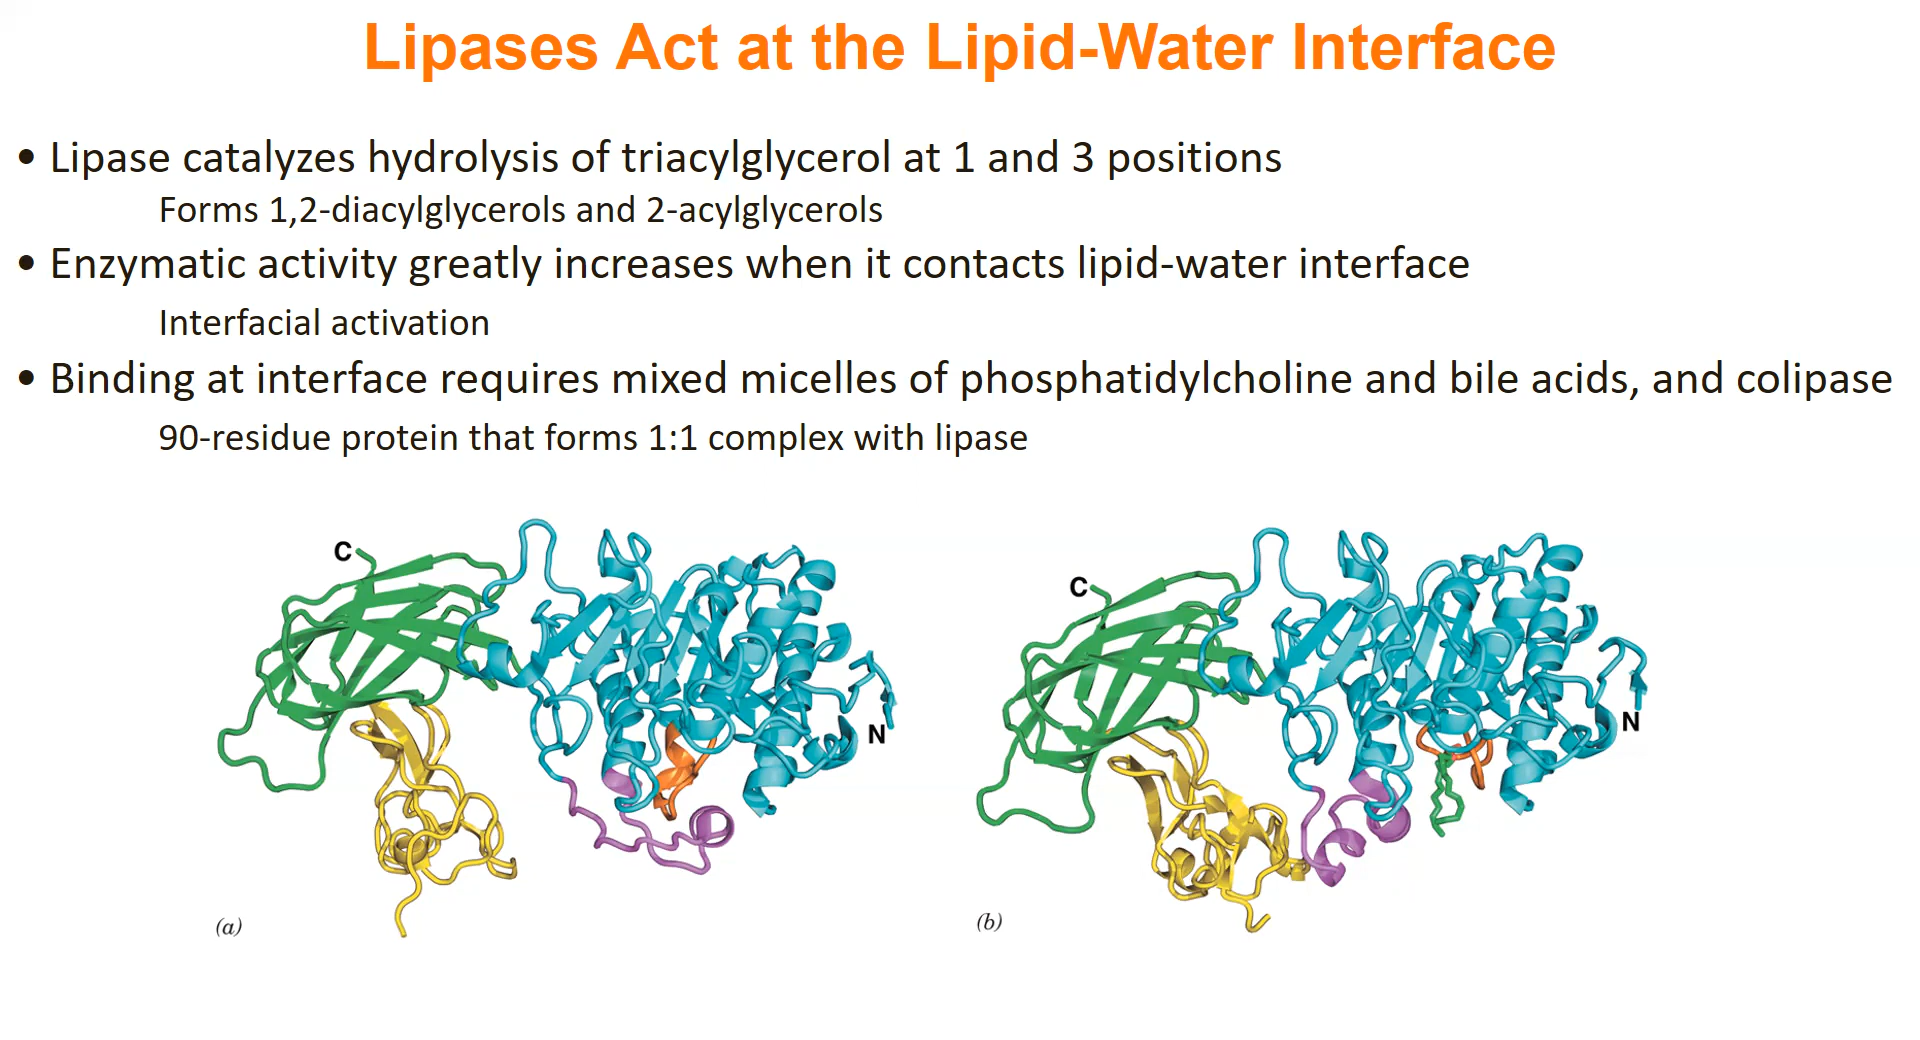 Lipases Act at the Lipid-Water Interface
• Lipase catalyzes hydrolysis of triacylglycerol at 1 and 3 positions
Forms 1,2-diacylglycerols and 2-acylglycerols
• Enzymatic activity greatly increases when it contacts lipid-water interface
Interfacial activation
• Binding at interface requires mixed micelles of phosphatidylcholine and bile acids, and colipase
90-residue protein that forms 1:1 complex with lipase
C
N
(a)
C
N
(b)